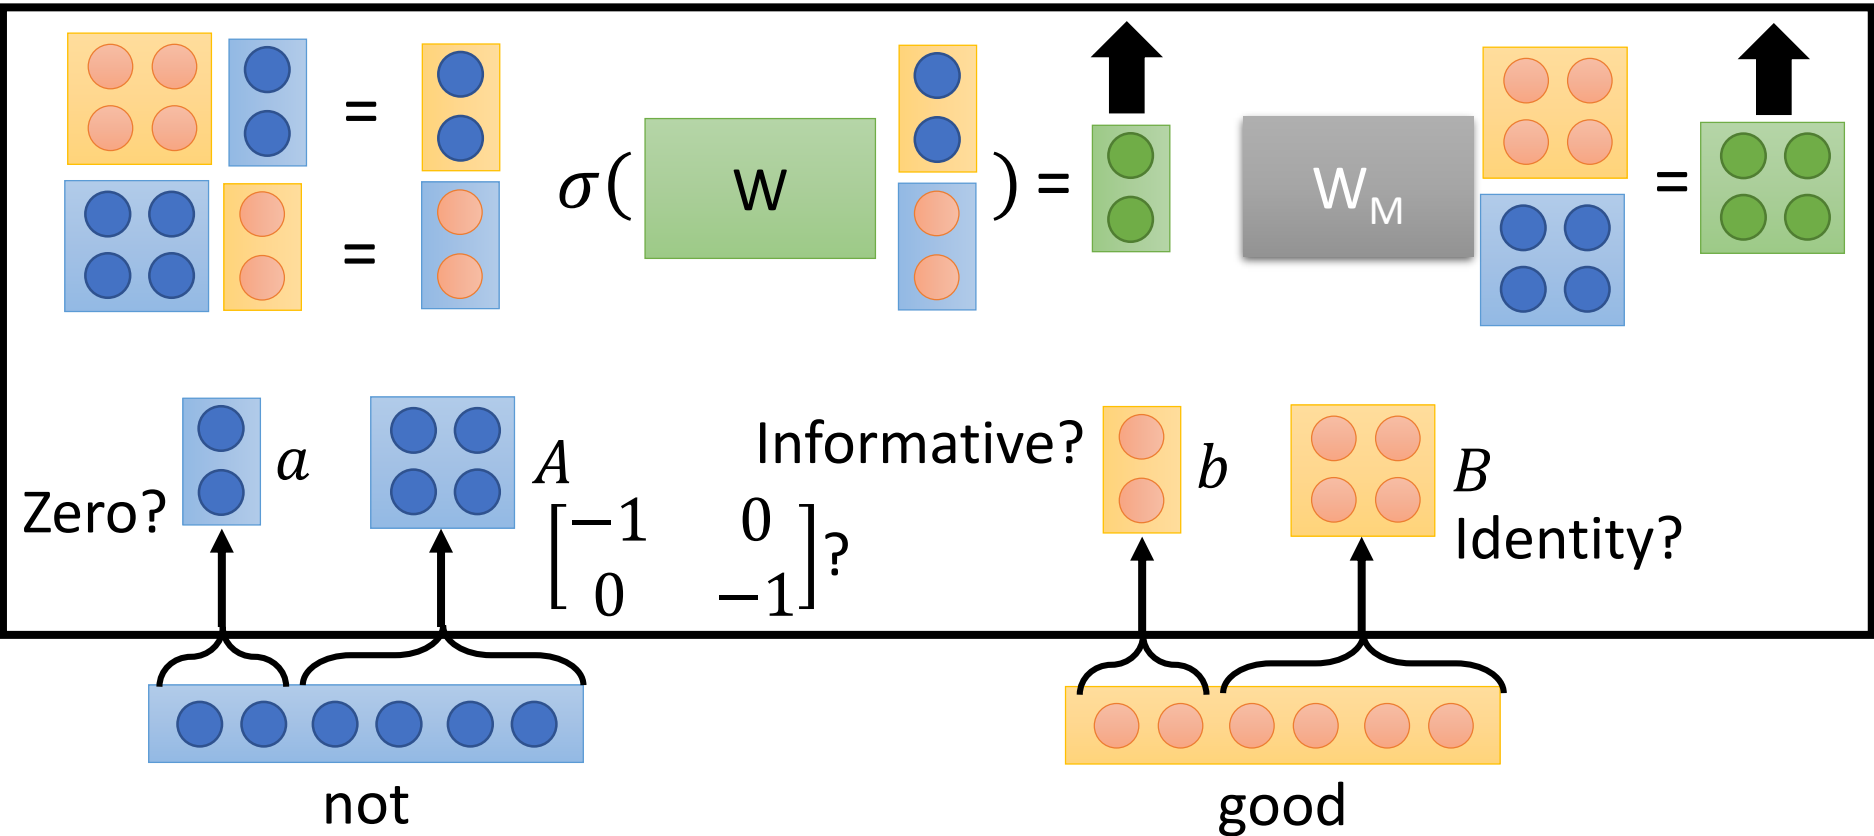 =
=
σ( W ) =
W_M =
Zero?
a
A
[−1 0
0 −1]?
Informative?
b
B
Identity?
not
good